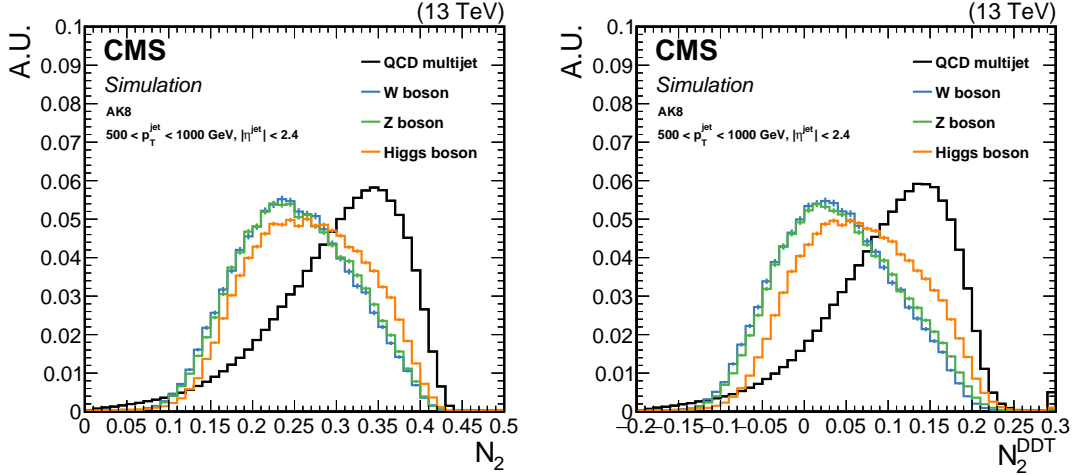 (13 TeV)
A.U.
0.1
0.09
0.08
0.07
0.06
0.05
0.04
0.03
0.02
0.01
0
CMS
Simulation
AK8
500 < p_T^jet < 1000 GeV, |η^jet| < 2.4
QCD multijet
W boson
Z boson
Higgs boson
0 0.05 0.1 0.15 0.2 0.25 0.3 0.35 0.4 0.45 0.5
N_2
(13 TeV)
A.U.
0.1
0.09
0.08
0.07
0.06
0.05
0.04
0.03
0.02
0.01
0
CMS
Simulation
AK8
500 < p_T^jet < 1000 GeV, |η^jet| < 2.4
QCD multijet
W boson
Z boson
Higgs boson
−0.2 −0.15 −0.1 −0.05 0 0.05 0.1 0.15 0.2 0.25 0.3
N_2^DDT